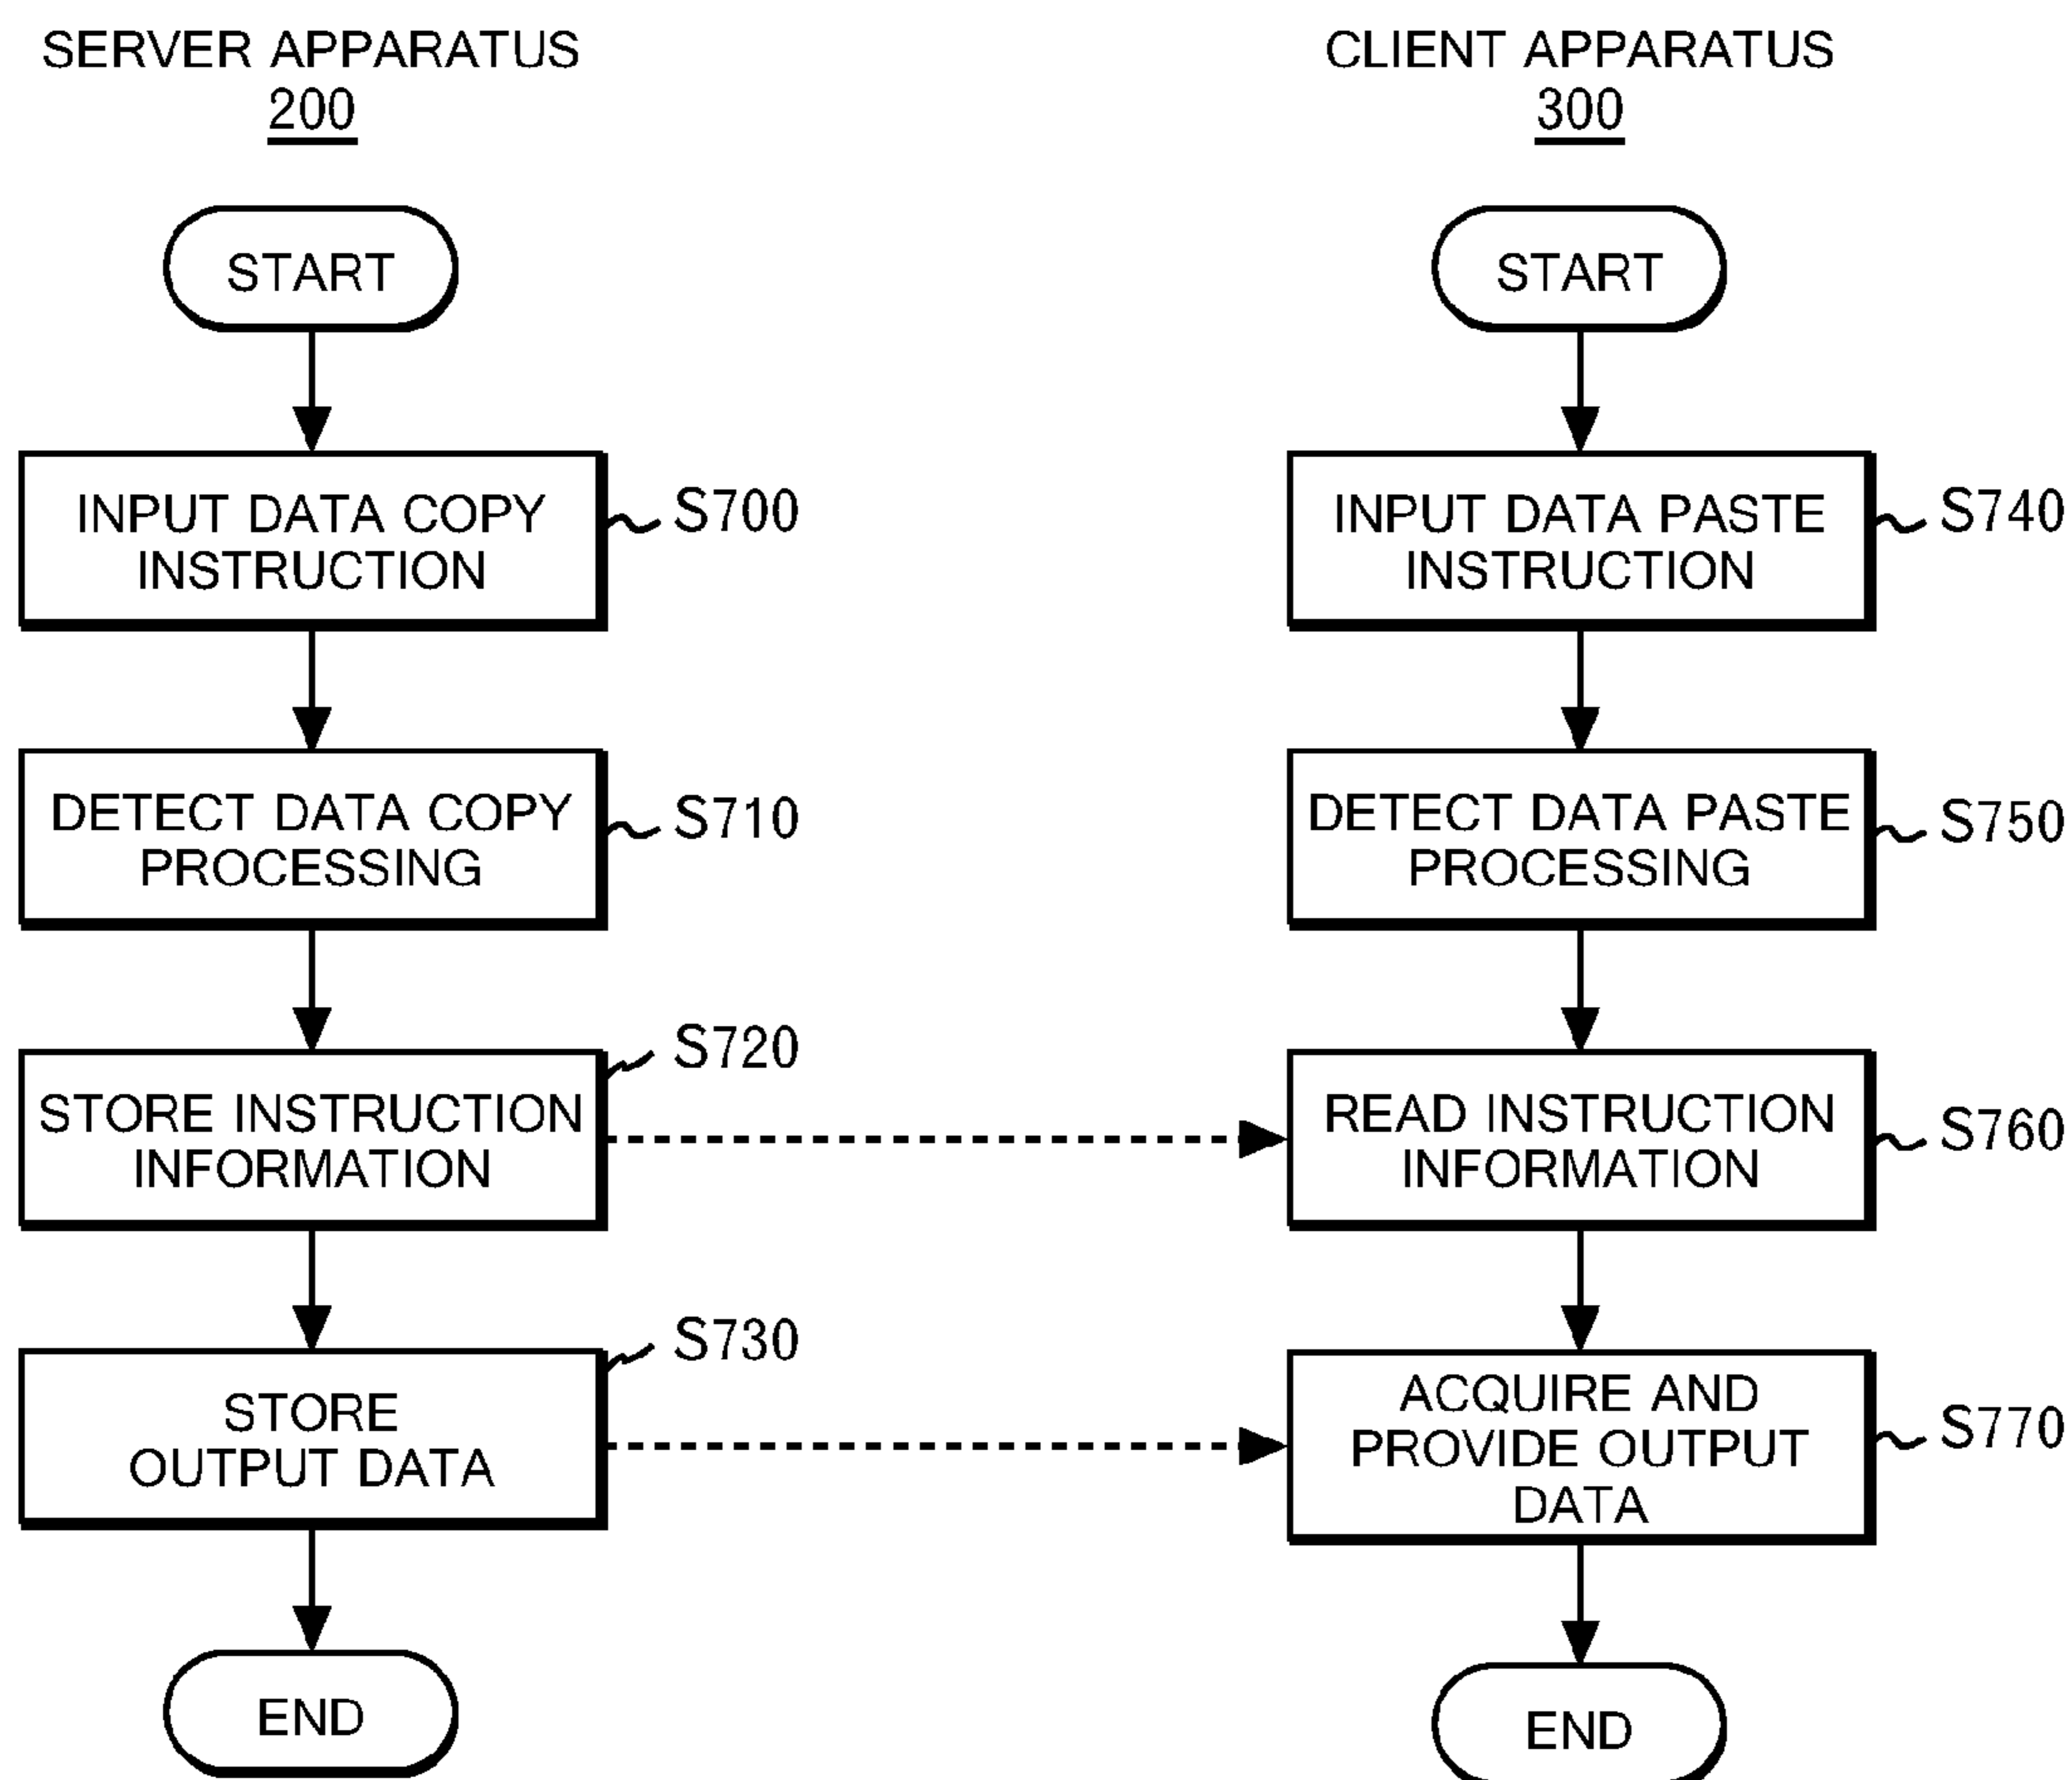 SERVER APPARATUS
200
START
INPUT DATA COPY
INSTRUCTION
S700
DETECT DATA COPY
PROCESSING
S710
STORE INSTRUCTION
INFORMATION
S720
STORE
OUTPUT DATA
S730
END
CLIENT APPARATUS
300
START
INPUT DATA PASTE
INSTRUCTION
S740
DETECT DATA PASTE
PROCESSING
S750
READ INSTRUCTION
INFORMATION
S760
ACQUIRE AND
PROVIDE OUTPUT
DATA
S770
END